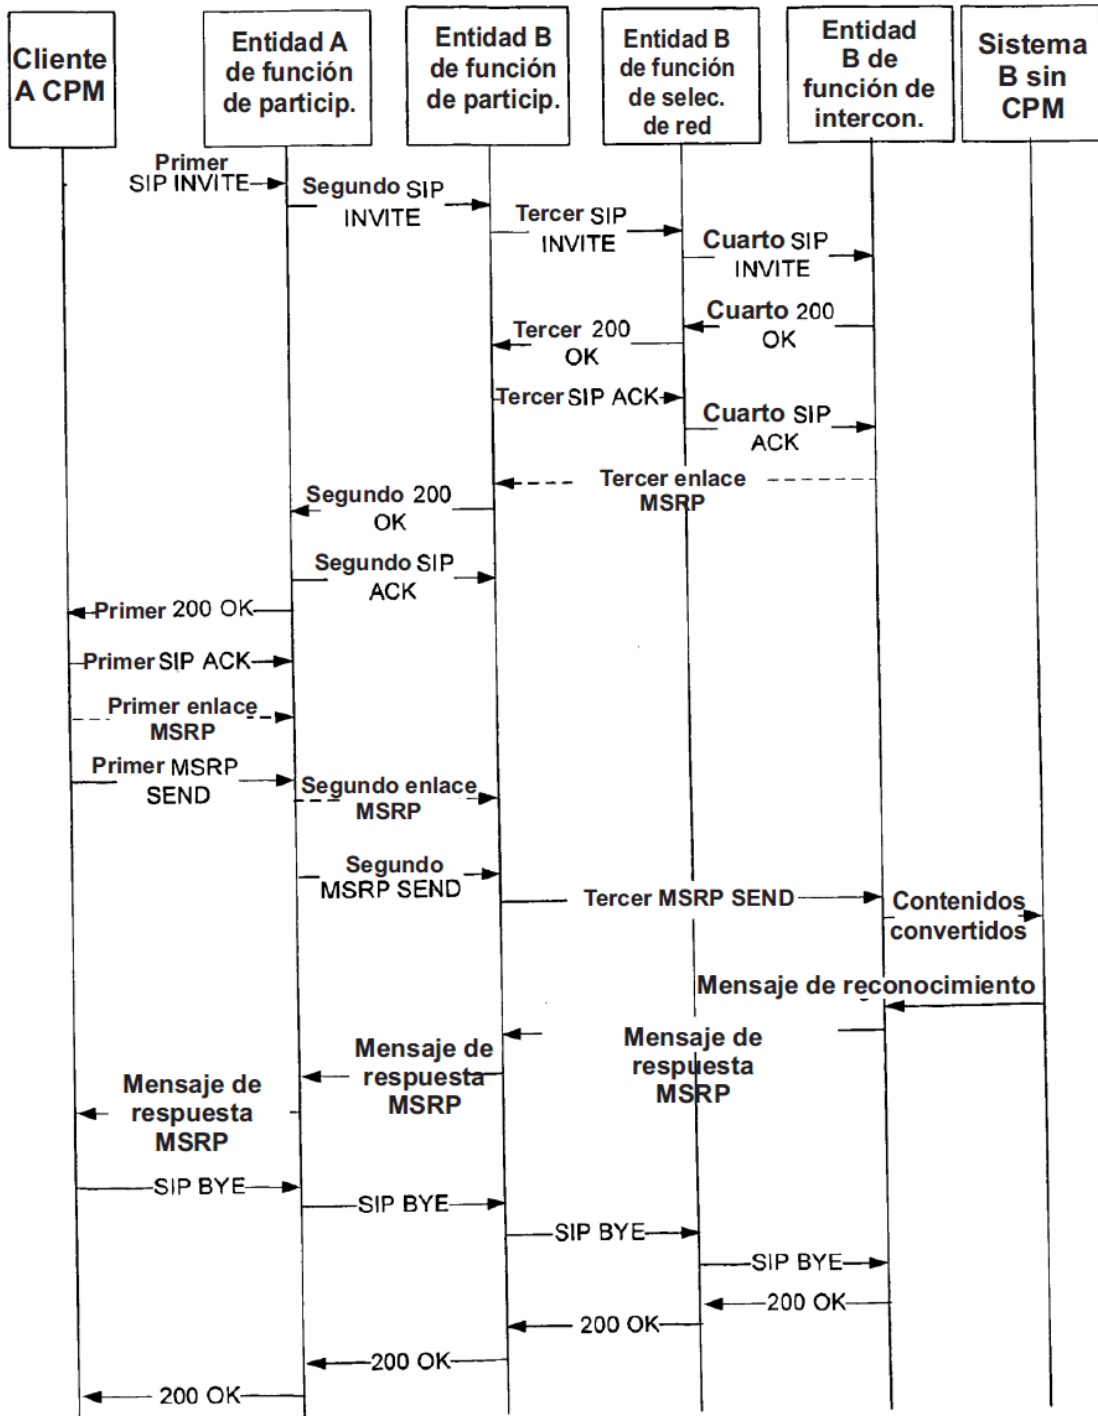 Cliente
A CPM
Entidad A
de función
de particip.
Entidad B
de función
de particip.
Entidad B
de función
de selec.
de red
Entidad
B de
función de
intercon.
Sistema
B sin
CPM
Primer
SIP INVITE
Segundo SIP
INVITE
Tercer SIP
INVITE
Cuarto SIP
INVITE
Cuarto 200
OK
Tercer 200
OK
Tercer SIP ACK
Cuarto SIP
ACK
Tercer enlace
MSRP
Segundo 200
OK
Segundo SIP
ACK
Primer 200 OK
Primer SIP ACK
Primer enlace
MSRP
Primer MSRP
SEND
Segundo enlace
MSRP
Segundo
MSRP SEND
Tercer MSRP SEND
Contenidos
convertidos
Mensaje de reconocimiento
Mensaje de
respuesta
MSRP
Mensaje de
respuesta
MSRP
Mensaje de
respuesta
MSRP
SIP BYE
SIP BYE
SIP BYE
SIP BYE
200 OK
200 OK
200 OK
200 OK